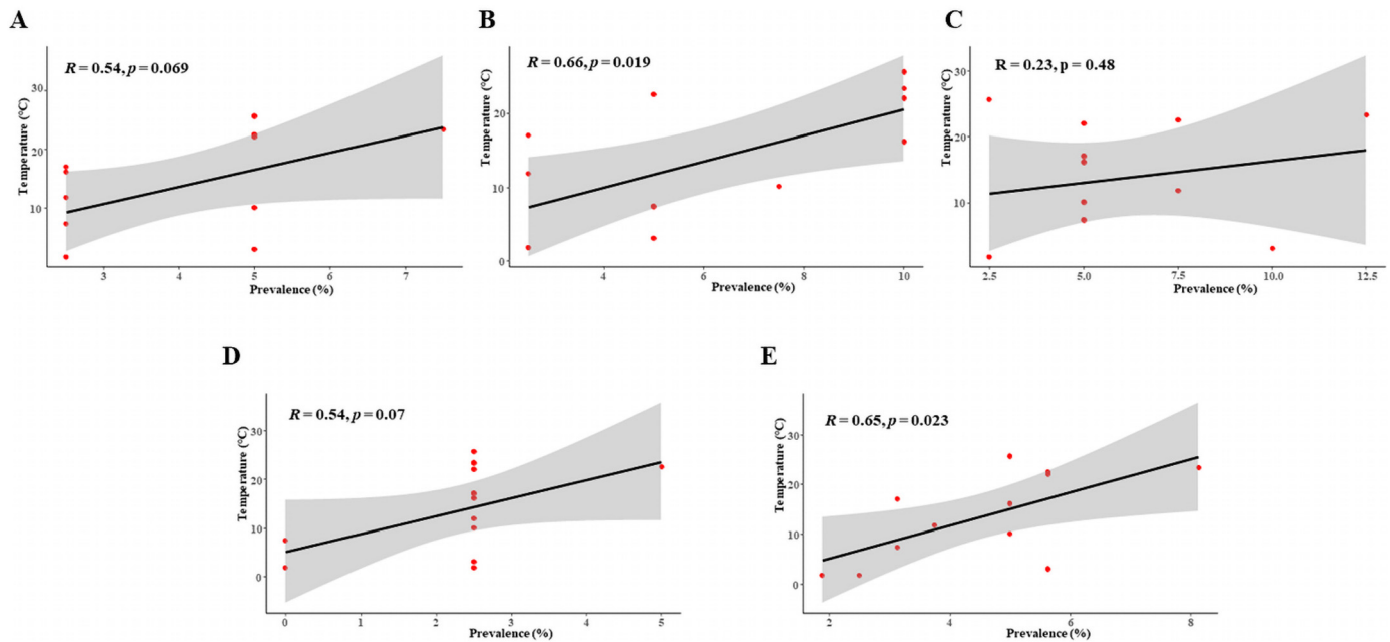 A
R = 0.54, p = 0.069
Temperature (°C)
30
20
10
3
4
5
6
7
Prevalence (%)
B
R = 0.66, p = 0.019
Temperature (°C)
20
10
0
4
6
8
10
Prevalence (%)
C
R = 0.23, p = 0.48
Temperature (°C)
30
20
10
2.5
5.0
7.5
10.0
12.5
Prevalence (%)
D
R = 0.54, p = 0.07
Temperature (°C)
30
20
10
0
0
1
2
3
4
5
Prevalence (%)
E
R = 0.65, p = 0.023
Temperature (°C)
30
20
10
0
2
4
6
8
Prevalence (%)